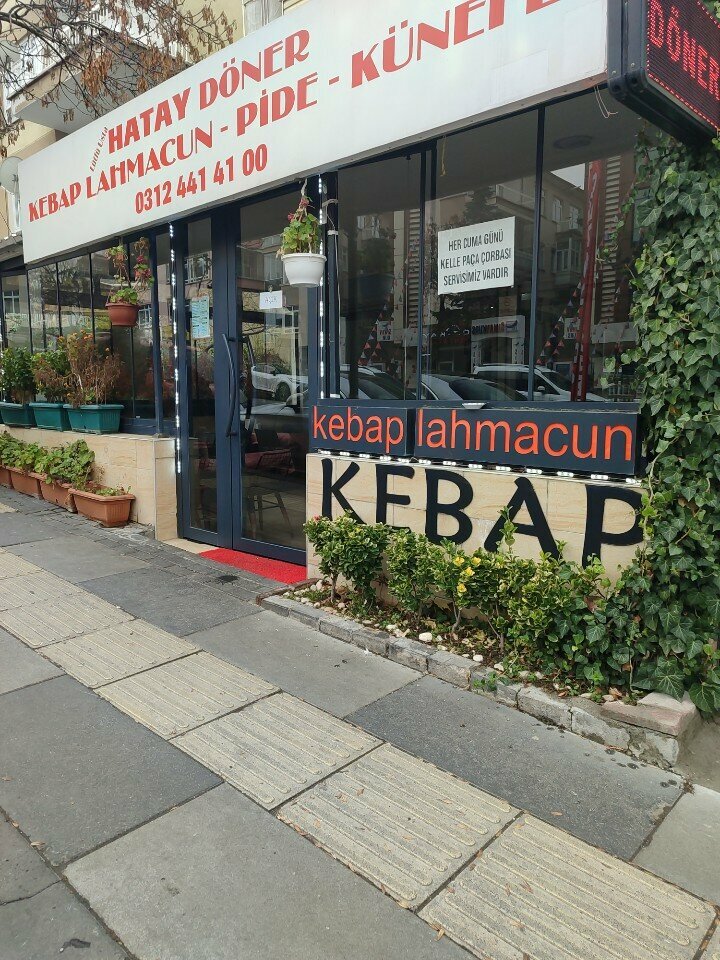 HATAY DÖNER
KEBAP LAHMACUN - PİDE - KÜNEFE
0312 441 41 00
DÖNER
HER CUMA GÜNÜ
KELLE PAÇA ÇORBASI
SERVİSİMİZ VARDIR
kebap lahmacun
KEBAP